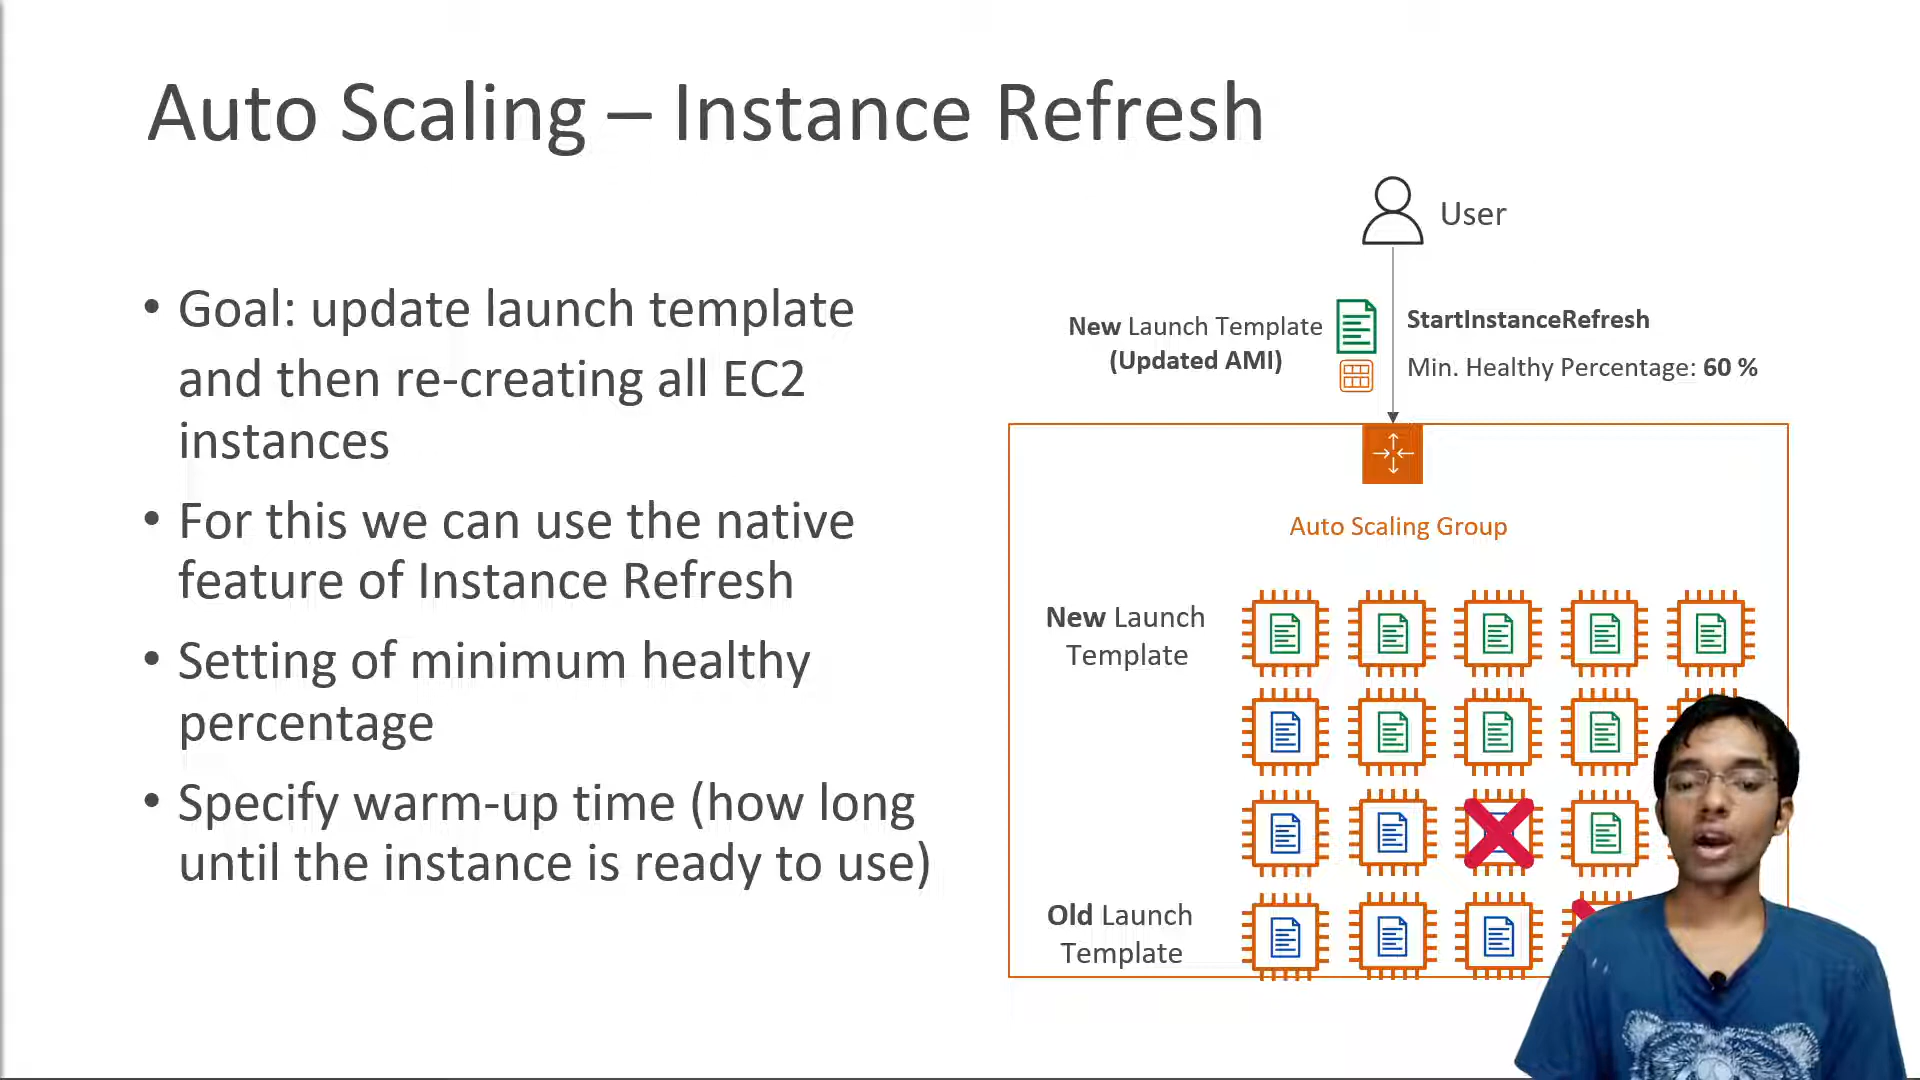 Auto Scaling – Instance Refresh
• Goal: update launch template
and then re-creating all EC2
instances
• For this we can use the native
feature of Instance Refresh
• Setting of minimum healthy
percentage
• Specify warm-up time (how long
until the instance is ready to use)
User
New Launch Template
(Updated AMI)
StartInstanceRefresh
Min. Healthy Percentage: 60 %
Auto Scaling Group
New Launch
Template
Old Launch
Template